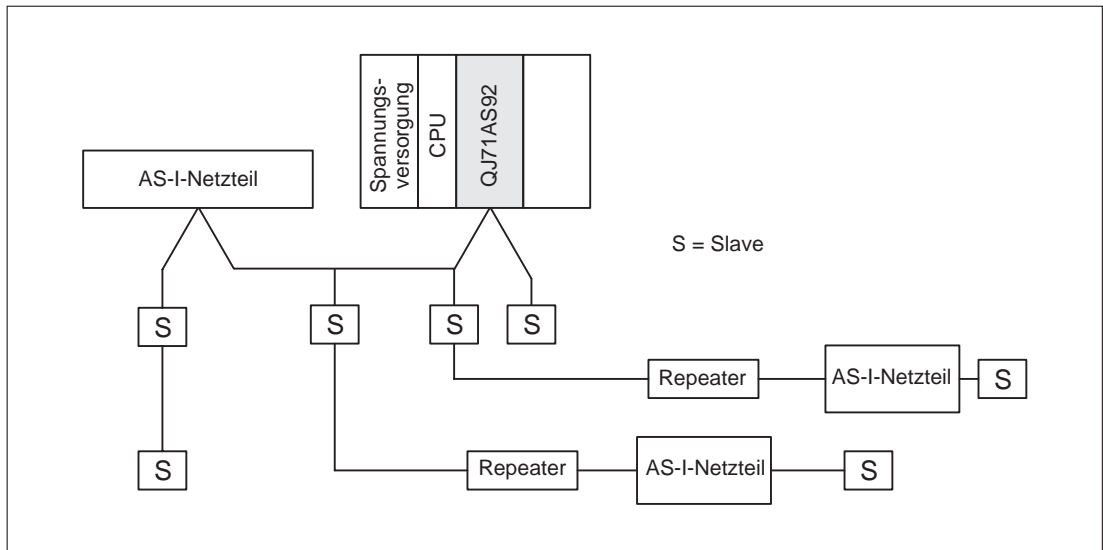 Spannungs-
versorgung
CPU
QJ71AS92
AS-I-Netzteil
S = Slave
S
S
S
S
Repeater
AS-I-Netzteil
S
S
Repeater
AS-I-Netzteil
S